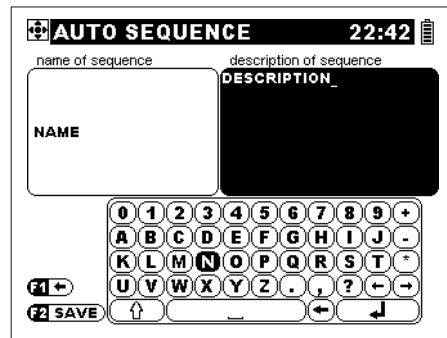 AUTO SEQUENCE 22:42
name of sequence description of sequence
DESCRIPTION_
NAME
0 1 2 3 4 5 6 7 8 9 +
A B C D E F G H I J -
K L M N O P Q R S T *
F1 ← U V W X Y Z . , ? ← →
F2 SAVE ⇧ ⎵ ← ↲